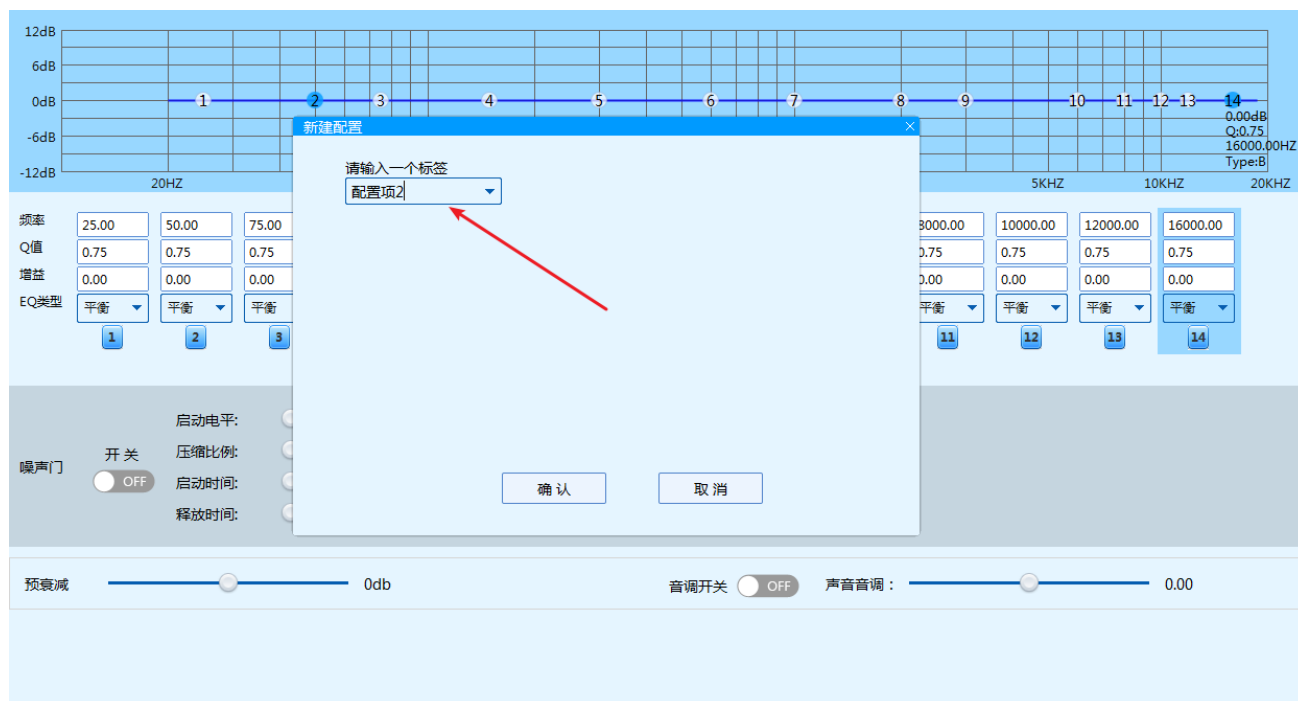 12dB
6dB
0dB
-6dB
-12dB
1 2 3 4 5 6 7 8 9 10 11 12 13 14
0.00dB
Q:0.75
16000.00HZ
Type:B
20HZ 5KHZ 10KHZ 20KHZ
新建配置
请输入一个标签
配置项2
确 认 取 消
频率 25.00 50.00 75.00 8000.00 10000.00 12000.00 16000.00
Q值 0.75 0.75 0.75 0.75 0.75 0.75 0.75
增益 0.00 0.00 0.00 0.00 0.00 0.00 0.00
EQ类型 平衡 平衡 平衡 平衡 平衡 平衡 平衡
1 2 3 11 12 13 14
噪声门
开 关
OFF
启动电平:
压缩比例:
启动时间:
释放时间:
预衰减 0db 音调开关 OFF 声音音调： 0.00